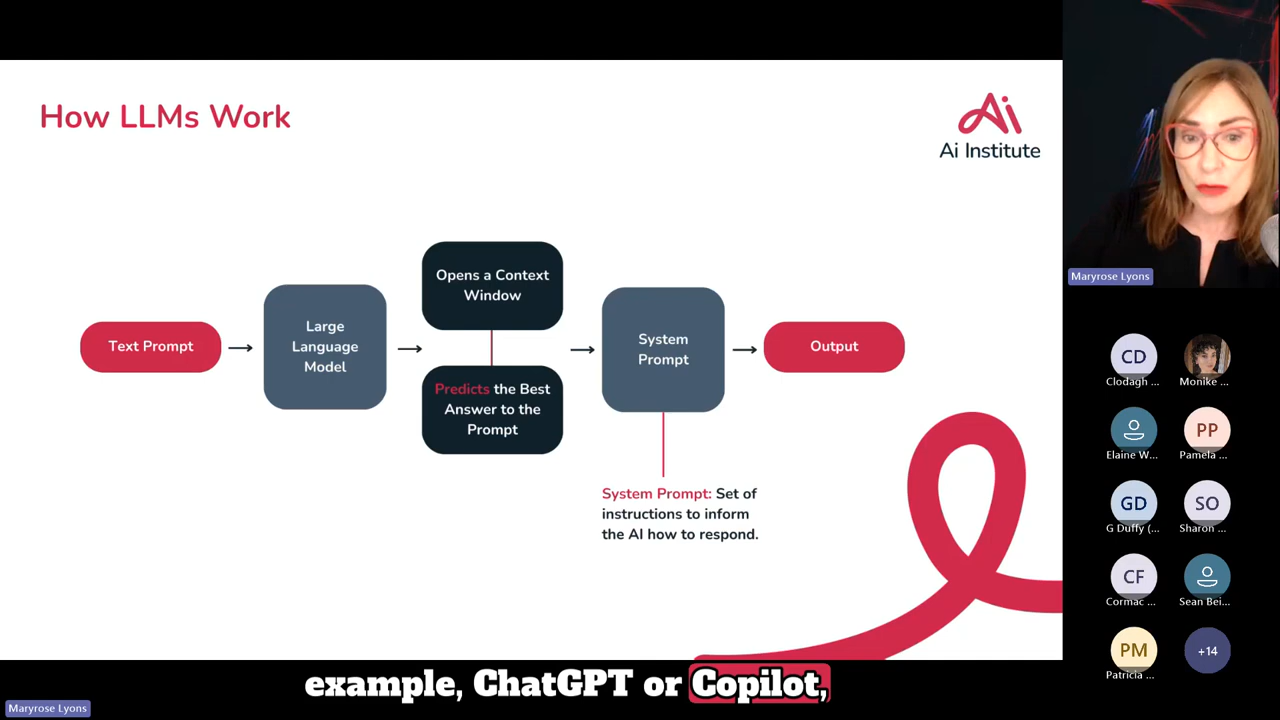 How LLMs Work
Ai
Ai Institute
Text Prompt
Large
Language
Model
Opens a Context
Window
Predicts the Best
Answer to the
Prompt
System
Prompt
Output
System Prompt: Set of
instructions to inform
the AI how to respond.
example, ChatGPT or Copilot,
Maryrose Lyons
Maryrose Lyons
CD
Clodagh ...
Monike ...
Elaine W...
PP
Pamela ...
GD
G Duffy (...
SO
Sharon ...
CF
Cormac ...
Sean Bei...
PM
Patricia ...
+14